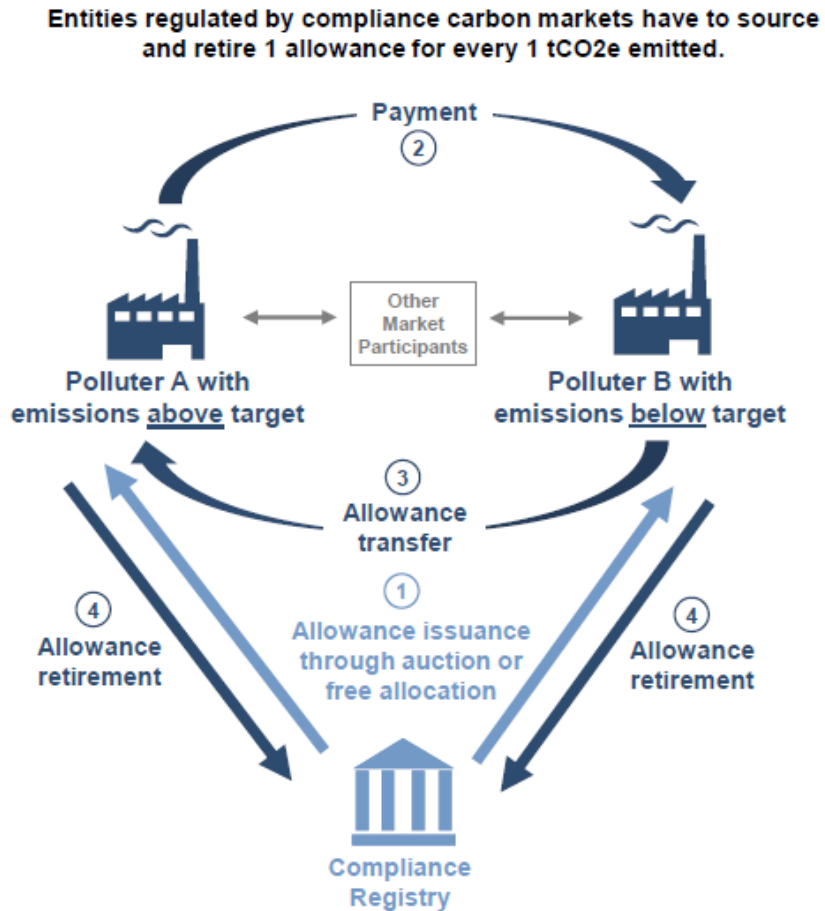 Entities regulated by compliance carbon markets have to source
and retire 1 allowance for every 1 tCO2e emitted.
Payment
2
Other
Market
Participants
Polluter A with
emissions above target
Polluter B with
emissions below target
3
Allowance
transfer
1
Allowance issuance
through auction or
free allocation
4
Allowance
retirement
4
Allowance
retirement
Compliance
Registry